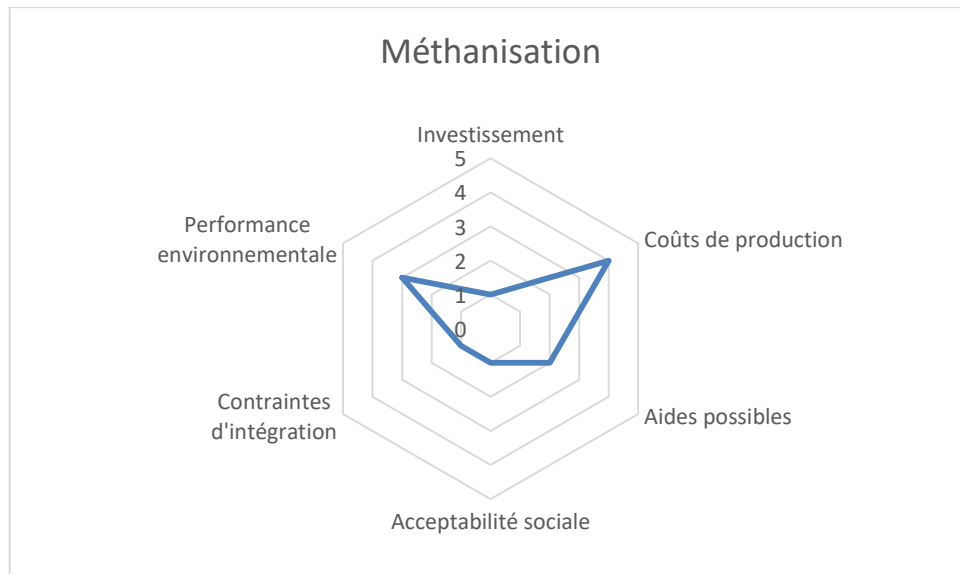 Méthanisation
Investissement
5
4
3
2
1
0
Performance
environnementale
Coûts de production
Contraintes
d'intégration
Aides possibles
Acceptabilité sociale